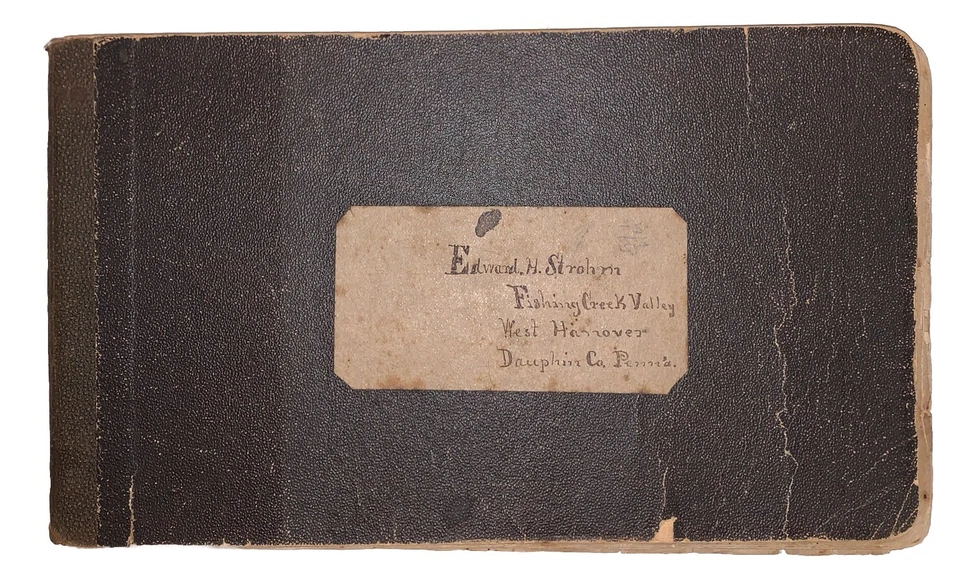 Edward. H. Strohm
Fishing Creek Valley
West Hanover
Dauphin Co. Penn'a.